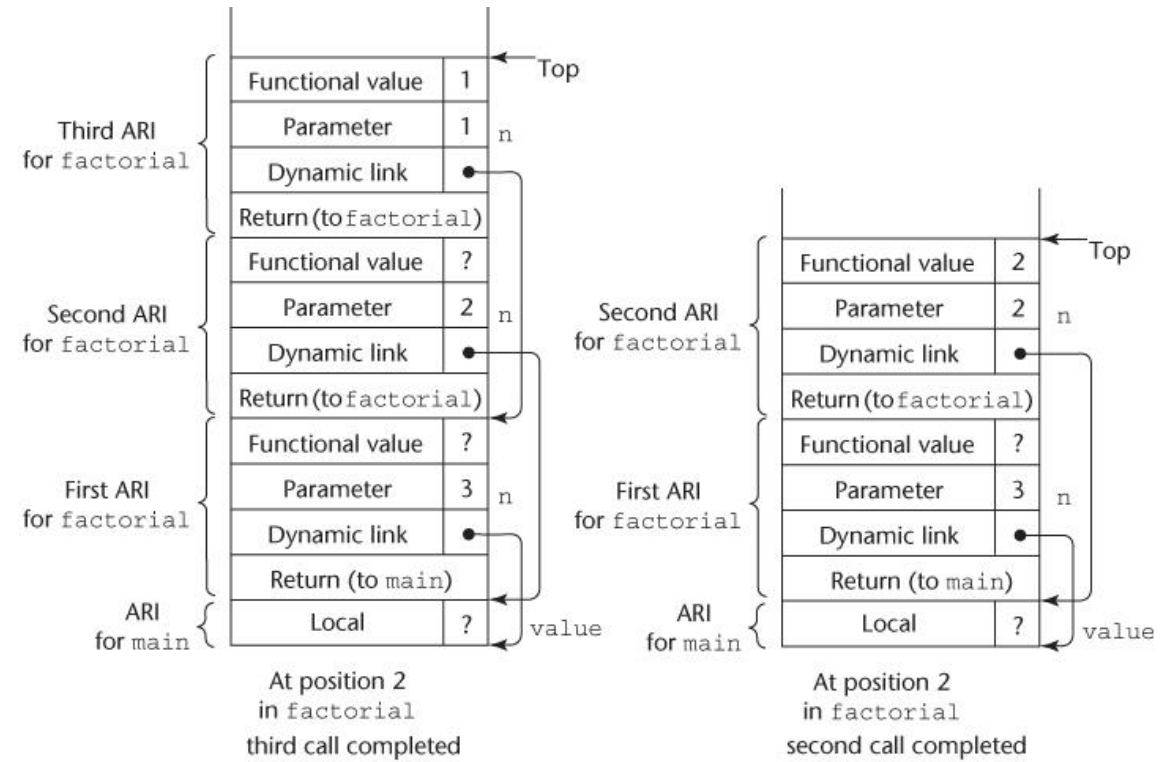 Top
Functional value 1
Third ARI
for factorial
Parameter 1 n
Dynamic link
Return (to factorial)
Second ARI
for factorial
Functional value ?
Parameter 2 n
Dynamic link
Return (to factorial)
First ARI
for factorial
Functional value ?
Parameter 3 n
Dynamic link
Return (to main)
ARI
for main
Local ? value
At position 2
in factorial
third call completed
Top
Second ARI
for factorial
Functional value 2
Parameter 2 n
Dynamic link
Return (to factorial)
First ARI
for factorial
Functional value ?
Parameter 3 n
Dynamic link
Return (to main)
ARI
for main
Local ? value
At position 2
in factorial
second call completed